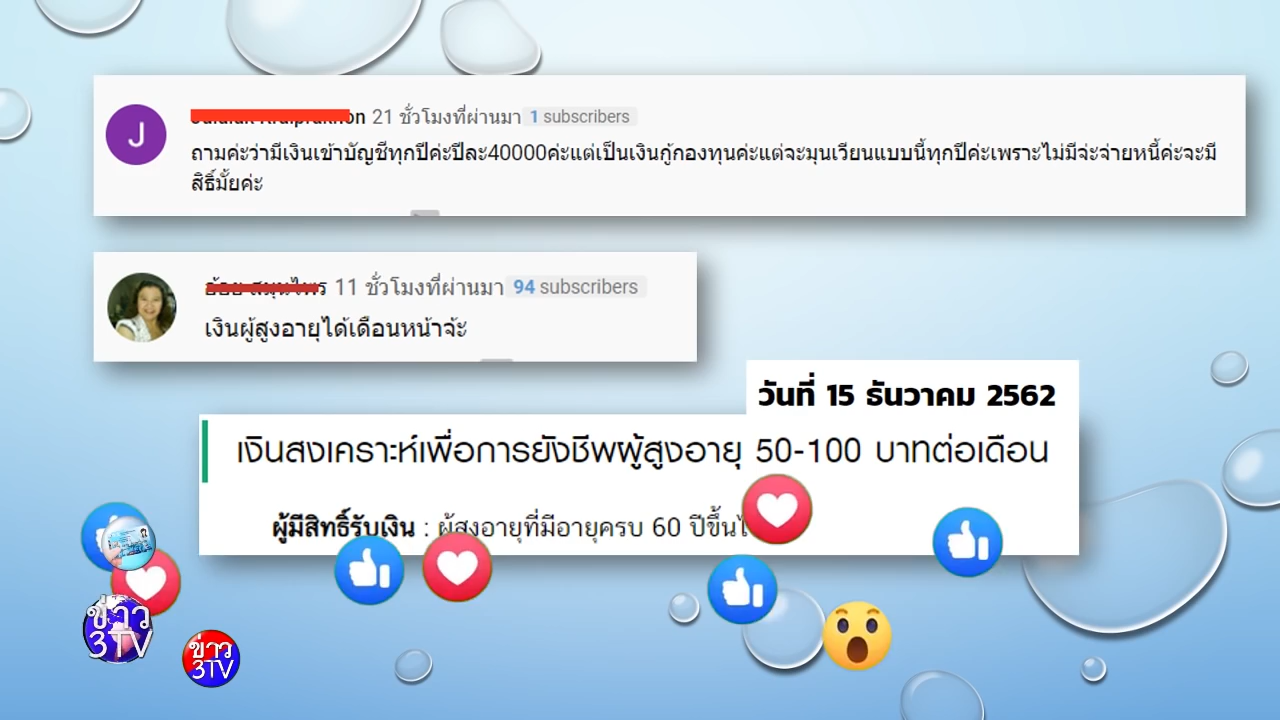 J
21 ชั่วโมงที่ผ่านมา 1 subscribers
ถามค่ะว่ามีเงินเข้าบัญชีทุกปีค่ะปีละ40000ค่ะแต่เป็นเงินกู้กองทุนค่ะแต่จะมุนเวียนแบบนี้ทุกปีค่ะเพราะไม่มีจ่ะจ่ายหนี้ค่ะจะมี
สิธิ์มั้ยค่ะ
11 ชั่วโมงที่ผ่านมา 94 subscribers
เงินผู้สูงอายุได้เดือนหน้าจ้ะ
วันที่ 15 ธันวาคม 2562
เงินสงเคราะห์เพื่อการยังชีพผู้สูงอายุ 50-100 บาทต่อเดือน
ผู้มีสิทธิ์รับเงิน : ผู้สูงอายุที่มีอายุครบ 60 ปีขึ้น
ข่าว
3TV
ข่าว
3TV